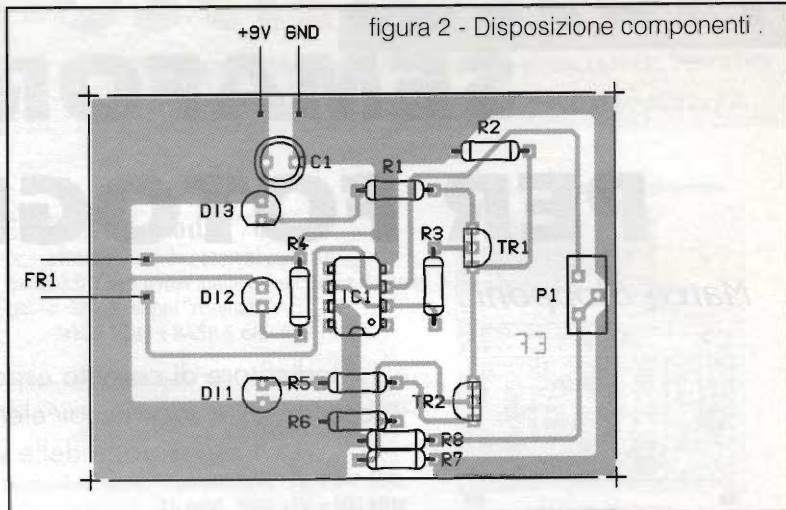 figura 2 - Disposizione componenti .
+9V GND
C1
R2
R1
DI3
R4
R3
TR1
FR1
DI2
IC1
P1
DI1
R5
TR2
R6
R8
R7